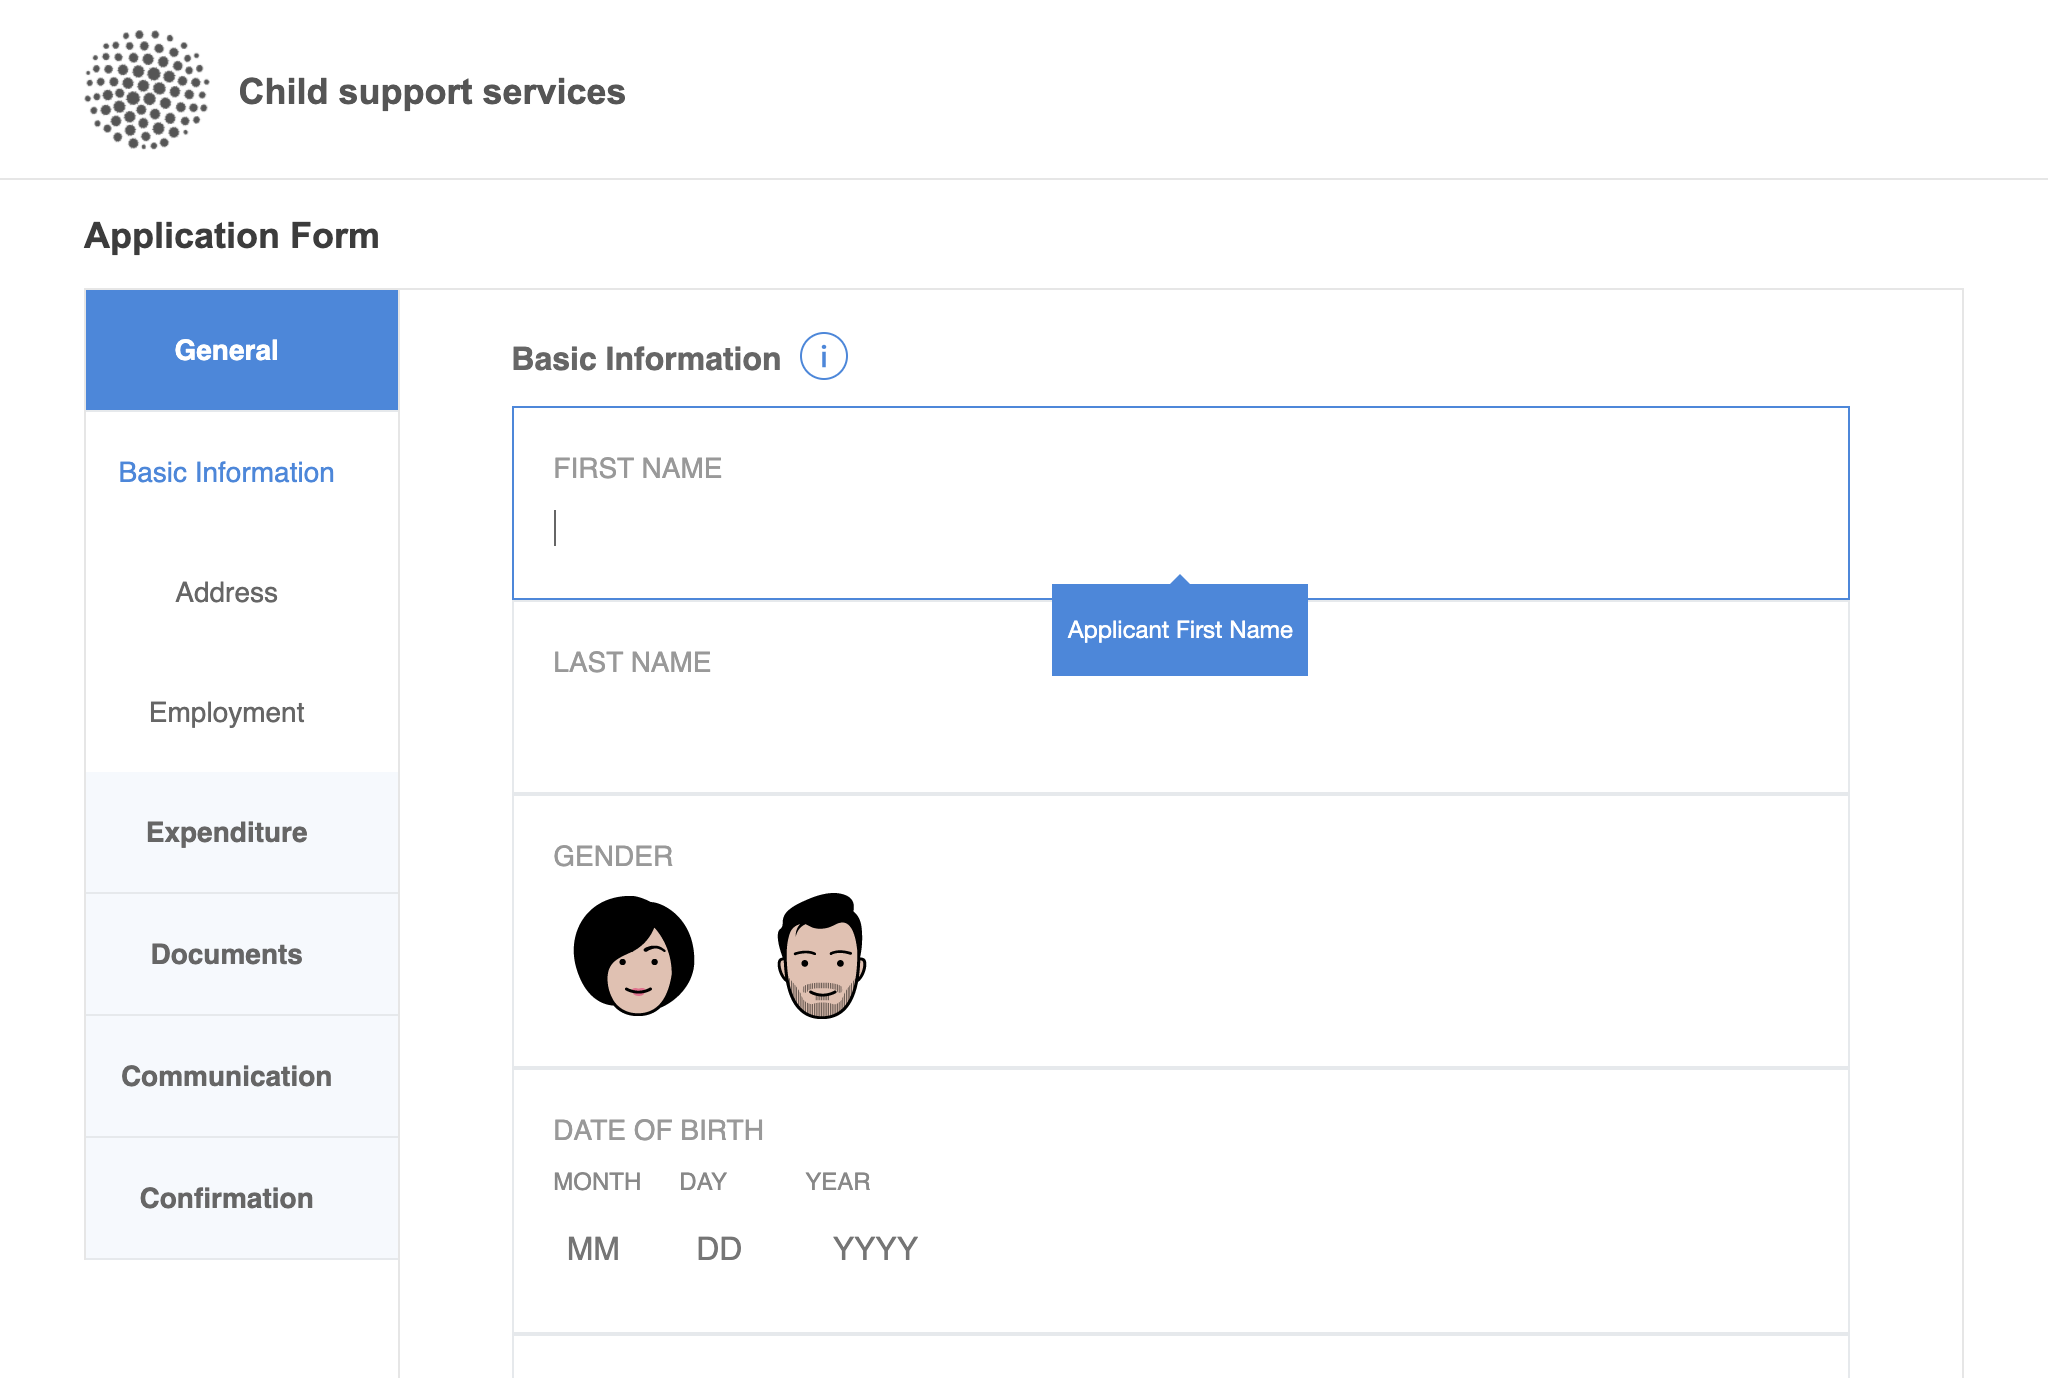 Child support services
Application Form
General
Basic Information
Address
Employment
Expenditure
Documents
Communication
Confirmation
Basic Information i
FIRST NAME
Applicant First Name
LAST NAME
GENDER
DATE OF BIRTH
MONTH DAY YEAR
MM DD YYYY